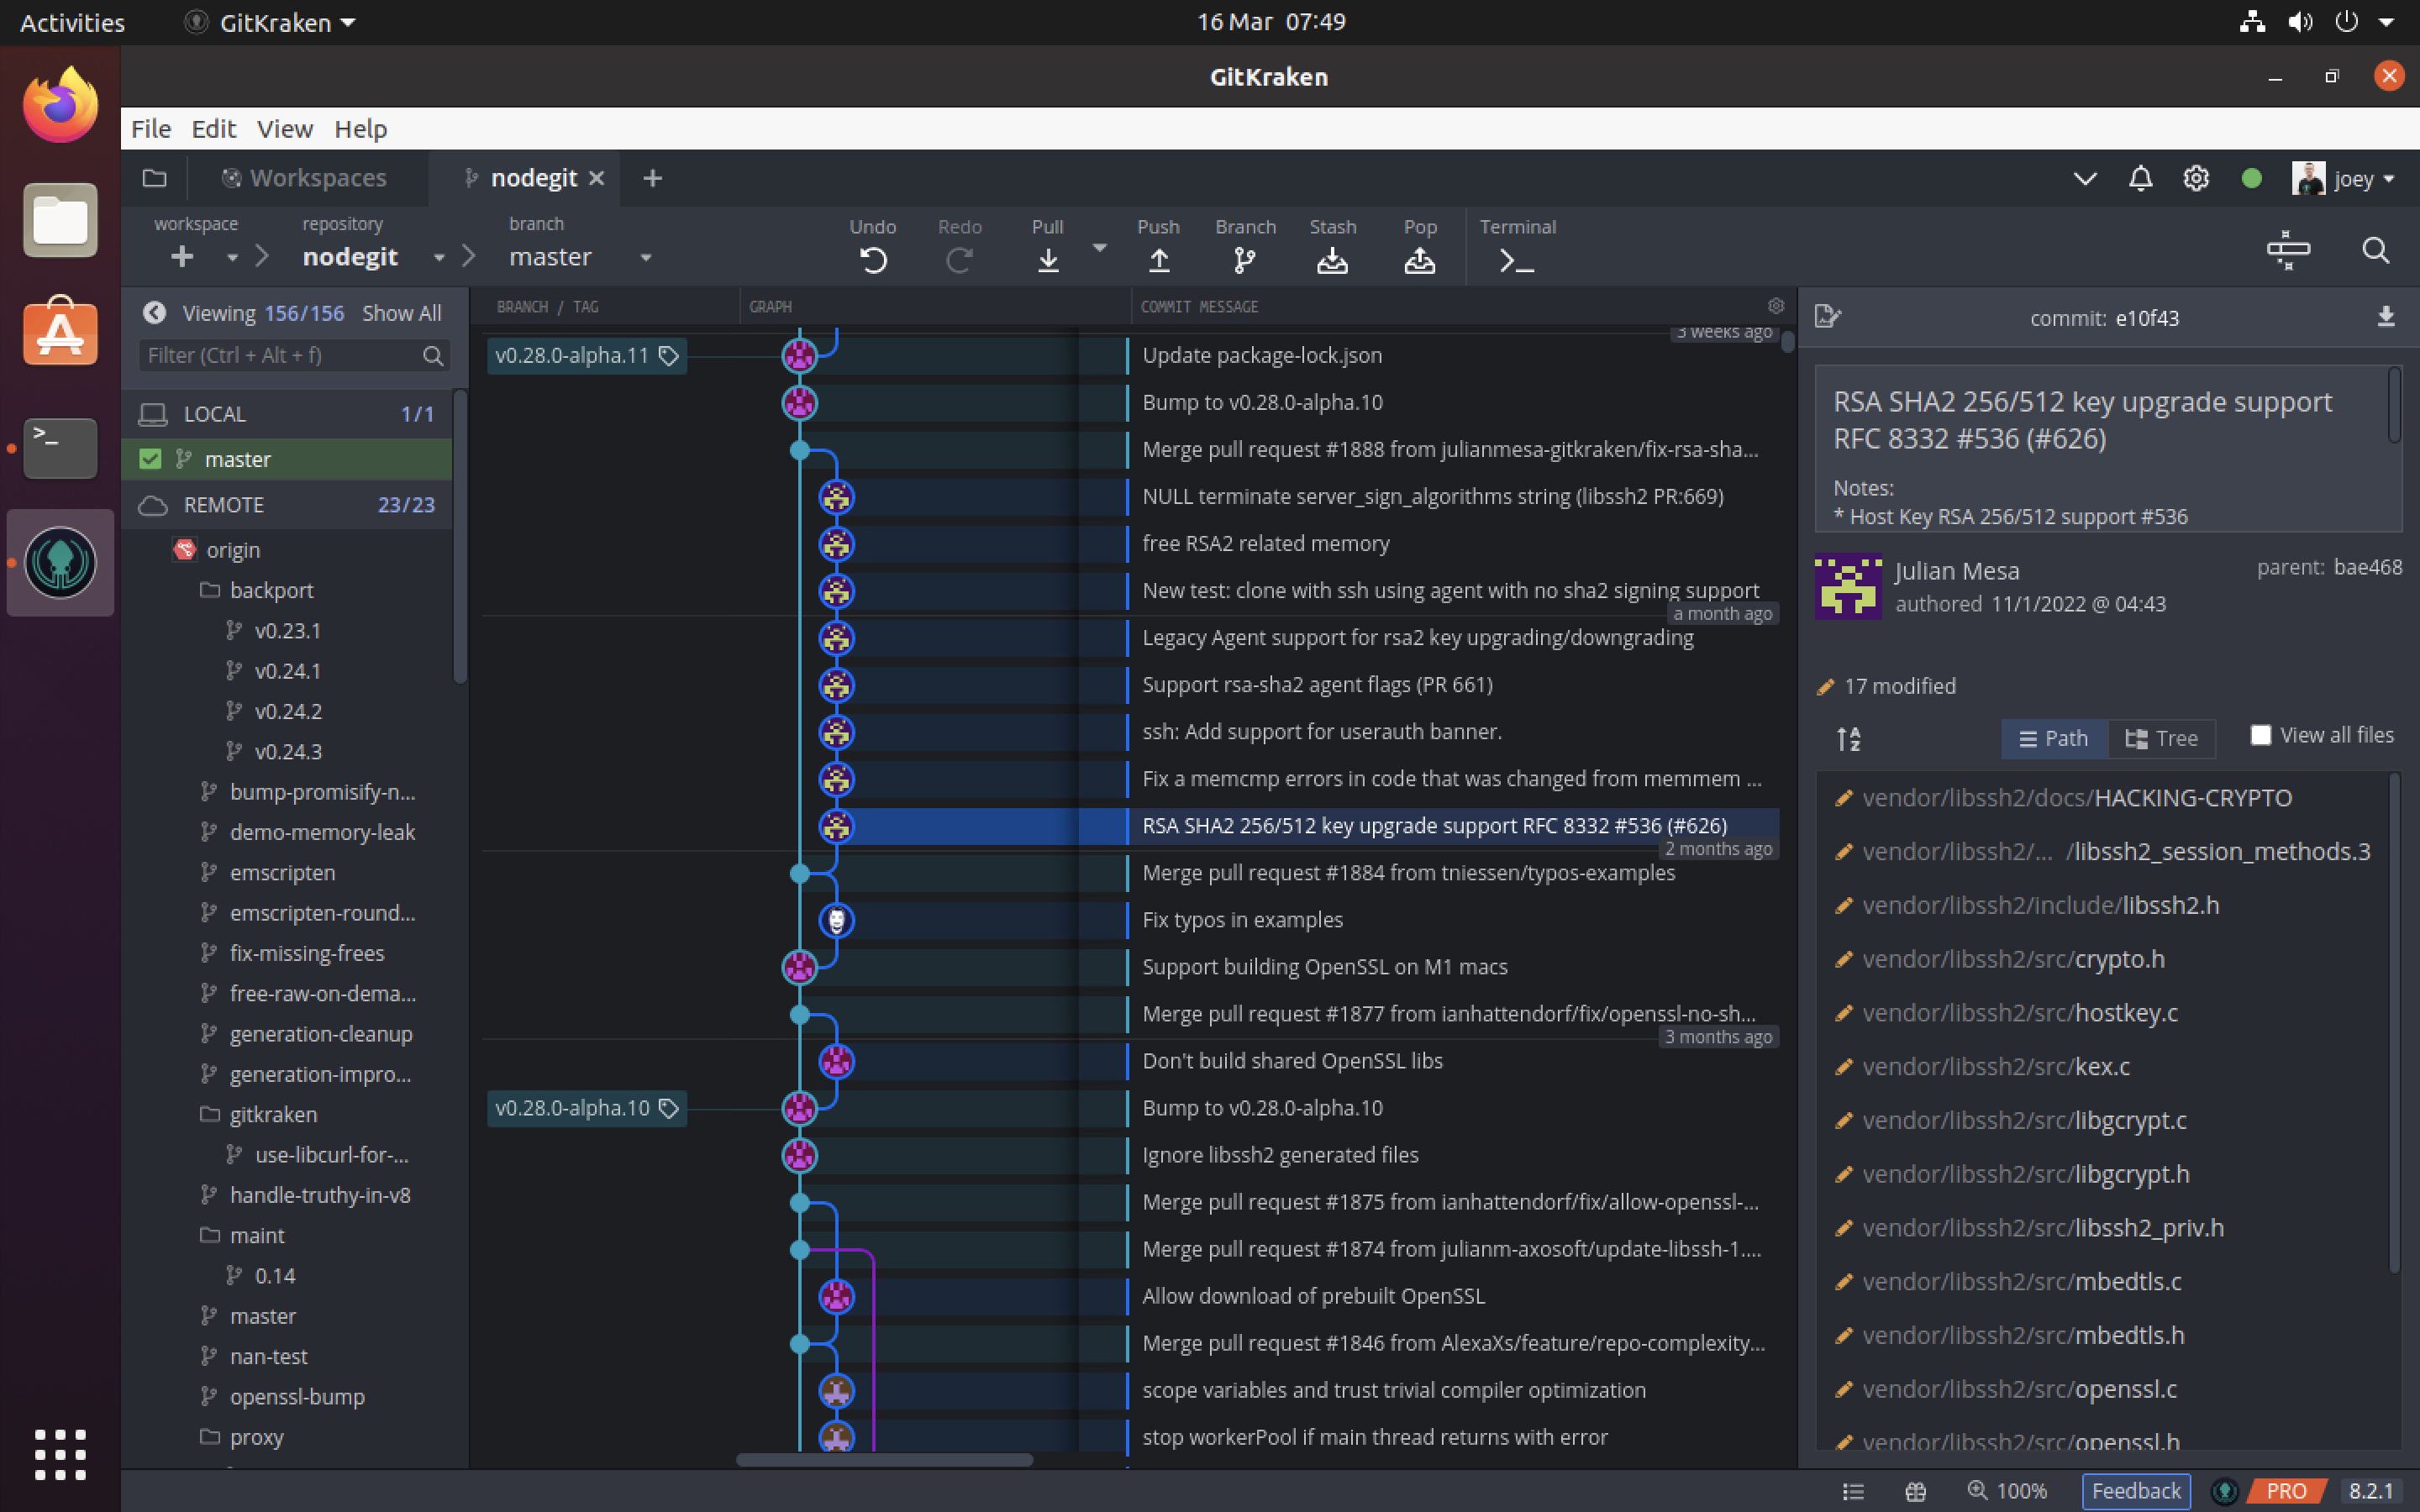 Activities GitKraken 16 Mar 07:49
GitKraken
File Edit View Help
Workspaces nodegit joey
workspace repository branch
nodegit master
Undo Redo Pull Push Branch Stash Pop Terminal
Viewing 156/156 Show All
Filter (Ctrl + Alt + f)
LOCAL 1/1
master
REMOTE 23/23
origin
backport
v0.23.1
v0.24.1
v0.24.2
v0.24.3
bump-promisify-n...
demo-memory-leak
emscripten
emscripten-round...
fix-missing-frees
free-raw-on-dema...
generation-cleanup
generation-impro...
gitkraken
use-libcurl-for-...
handle-truthy-in-v8
maint
0.14
master
nan-test
openssl-bump
proxy
BRANCH / TAG GRAPH COMMIT MESSAGE
3 weeks ago
v0.28.0-alpha.11 Update package-lock.json
Bump to v0.28.0-alpha.10
Merge pull request #1888 from julianmesa-gitkraken/fix-rsa-sha...
NULL terminate server_sign_algorithms string (libssh2 PR:669)
free RSA2 related memory
New test: clone with ssh using agent with no sha2 signing support
a month ago
Legacy Agent support for rsa2 key upgrading/downgrading
Support rsa-sha2 agent flags (PR 661)
ssh: Add support for userauth banner.
Fix a memcmp errors in code that was changed from memmem ...
RSA SHA2 256/512 key upgrade support RFC 8332 #536 (#626)
2 months ago
Merge pull request #1884 from tniessen/typos-examples
Fix typos in examples
Support building OpenSSL on M1 macs
Merge pull request #1877 from ianhattendorf/fix/openssl-no-sh...
3 months ago
Don't build shared OpenSSL libs
v0.28.0-alpha.10 Bump to v0.28.0-alpha.10
Ignore libssh2 generated files
Merge pull request #1875 from ianhattendorf/fix/allow-openssl-...
Merge pull request #1874 from julianm-axosoft/update-libssh-1....
Allow download of prebuilt OpenSSL
Merge pull request #1846 from AlexaXs/feature/repo-complexity...
scope variables and trust trivial compiler optimization
stop workerPool if main thread returns with error
commit: e10f43
RSA SHA2 256/512 key upgrade support
RFC 8332 #536 (#626)
Notes:
* Host Key RSA 256/512 support #536
Julian Mesa parent: bae468
authored 11/1/2022 @ 04:43
17 modified
Path Tree View all files
vendor/libssh2/docs/HACKING-CRYPTO
vendor/libssh2/... /libssh2_session_methods.3
vendor/libssh2/include/libssh2.h
vendor/libssh2/src/crypto.h
vendor/libssh2/src/hostkey.c
vendor/libssh2/src/kex.c
vendor/libssh2/src/libgcrypt.c
vendor/libssh2/src/libgcrypt.h
vendor/libssh2/src/libssh2_priv.h
vendor/libssh2/src/mbedtls.c
vendor/libssh2/src/mbedtls.h
vendor/libssh2/src/openssl.c
vendor/libssh2/src/openssl.h
100% Feedback PRO 8.2.1